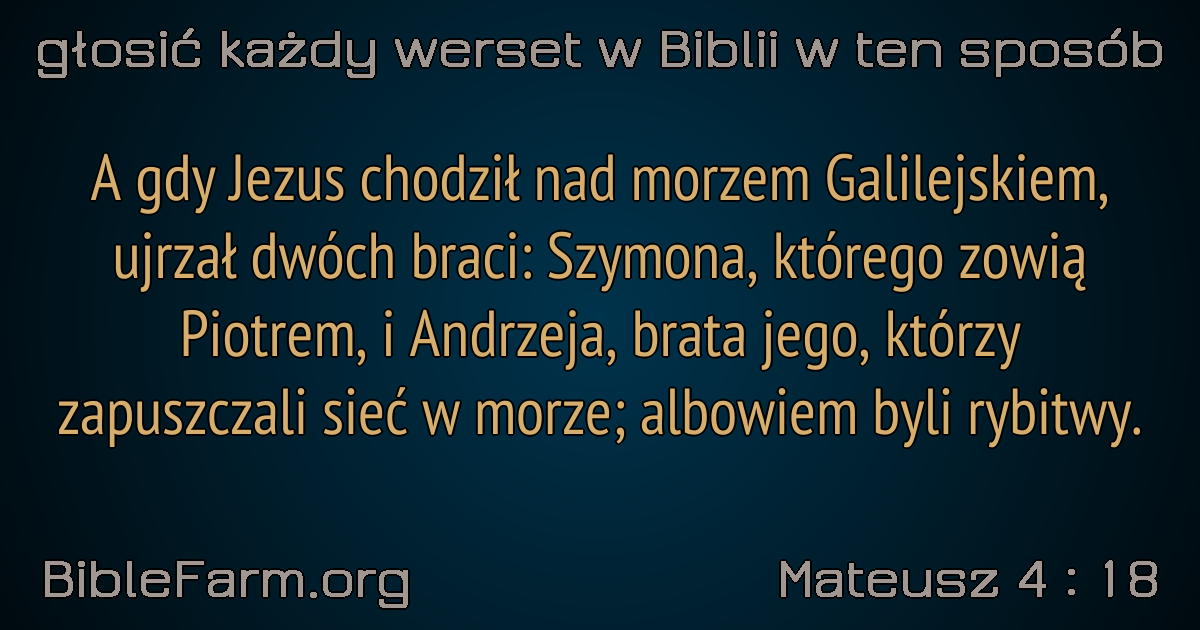 głosić każdy werset w Biblii w ten sposób
A gdy Jezus chodził nad morzem Galilejskiem,
ujrzał dwóch braci: Szymona, którego zowią
Piotrem, i Andrzeja, brata jego, którzy
zapuszczali sieć w morze; albowiem byli rybitwy.
BibleFarm.org
Mateusz 4 : 18